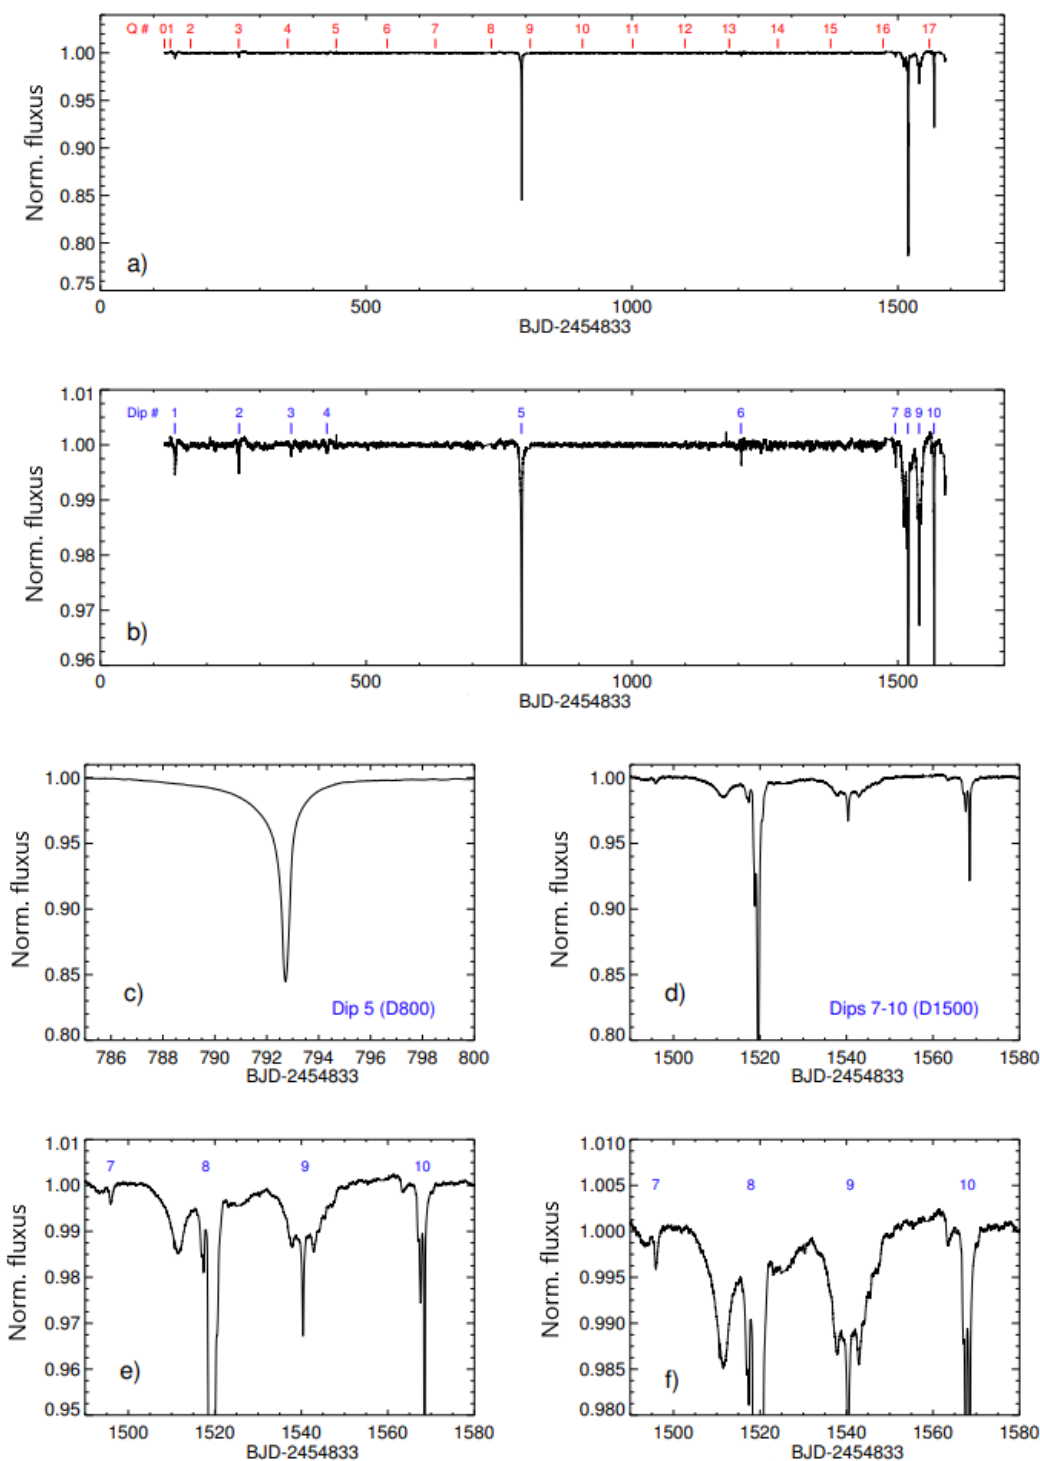 Q # 0 1 2 3 4 5 6 7 8 9 10 11 12 13 14 15 16 17
1.00
0.95
0.90
0.85
0.80
0.75
Norm. fluxus
a)
0 500 1000 1500
BJD-2454833
1.01
1.00
0.99
0.98
0.97
0.96
Norm. fluxus
Dip # 1 2 3 4 5 6 7 8 9 10
b)
0 500 1000 1500
BJD-2454833
1.00
0.95
0.90
0.85
0.80
Norm. fluxus
c)
Dip 5 (D800)
786 788 790 792 794 796 798 800
BJD-2454833
1.00
0.95
0.90
0.85
0.80
Norm. fluxus
d)
Dips 7-10 (D1500)
1500 1520 1540 1560 1580
BJD-2454833
1.01
1.00
0.99
0.98
0.97
0.96
0.95
Norm. fluxus
7 8 9 10
e)
1500 1520 1540 1560 1580
BJD-2454833
1.010
1.005
1.000
0.995
0.990
0.985
0.980
Norm. fluxus
7 8 9 10
f)
1500 1520 1540 1560 1580
BJD-2454833